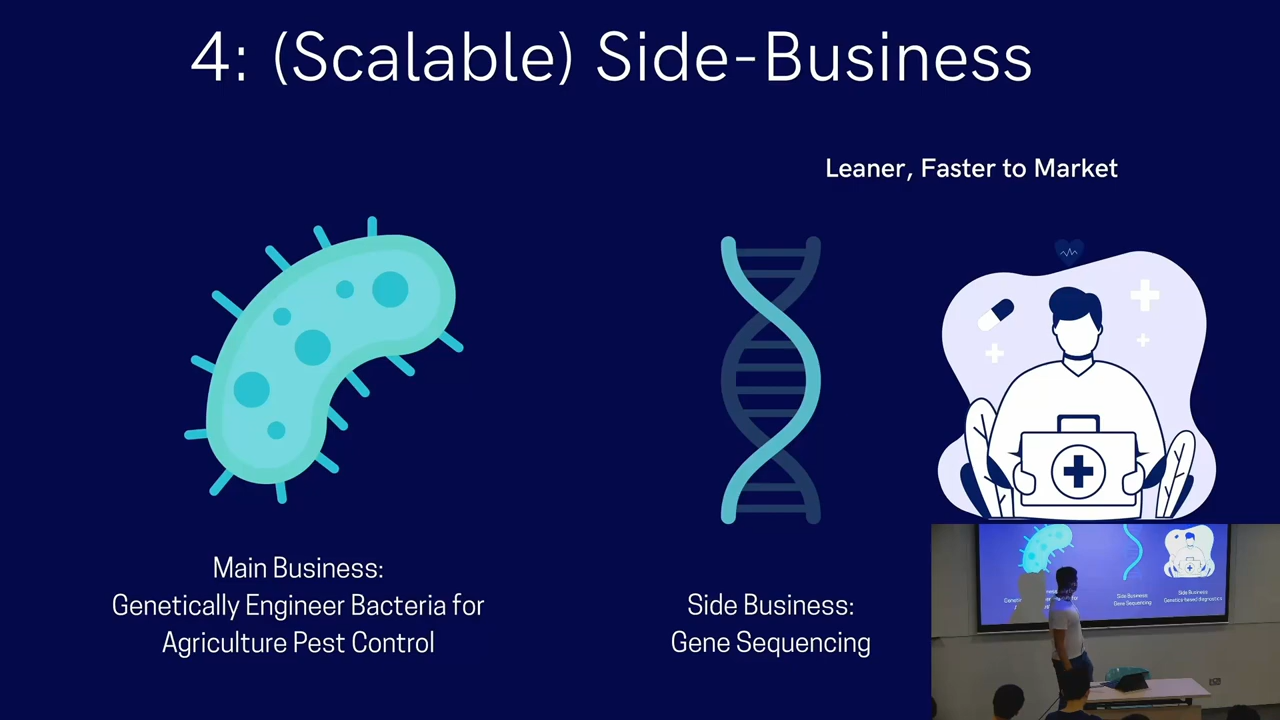 4: (Scalable) Side-Business
Leaner, Faster to Market
Main Business:
Genetically Engineer Bacteria for
Agriculture Pest Control
Side Business:
Gene Sequencing
Side Business:
Gene Sequencing
Side Business:
Genetics-based diagnostics